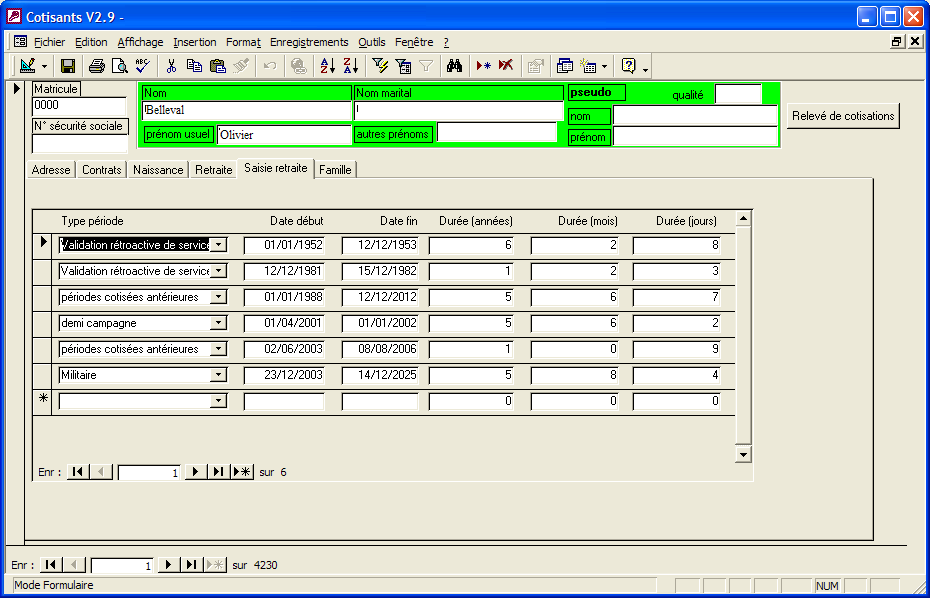 Cotisants V2.9 -
Fichier Edition Affichage Insertion Format Enregistrements Outils Fenêtre ?
Matricule
0000
N° sécurité sociale
Nom
Nom marital
Belleval
prénom usuel
Olivier
autres prénoms
pseudo
qualité
nom
prénom
Relevé de cotisations
Adresse Contrats Naissance Retraite Saisie retraite Famille
Type période Date début Date fin Durée (années) Durée (mois) Durée (jours)
Validation rétroactive de service 01/01/1952 12/12/1953 6 2 8
Validation rétroactive de service 12/12/1981 15/12/1982 1 2 3
périodes cotisées antérieures 01/01/1988 12/12/2012 5 6 7
demi campagne 01/04/2001 01/01/2002 5 6 2
périodes cotisées antérieures 02/06/2003 08/08/2006 1 0 9
Militaire 23/12/2003 14/12/2025 5 8 4
0 0 0
Enr : 1 sur 6
Enr : 1 sur 4230
Mode Formulaire NUM